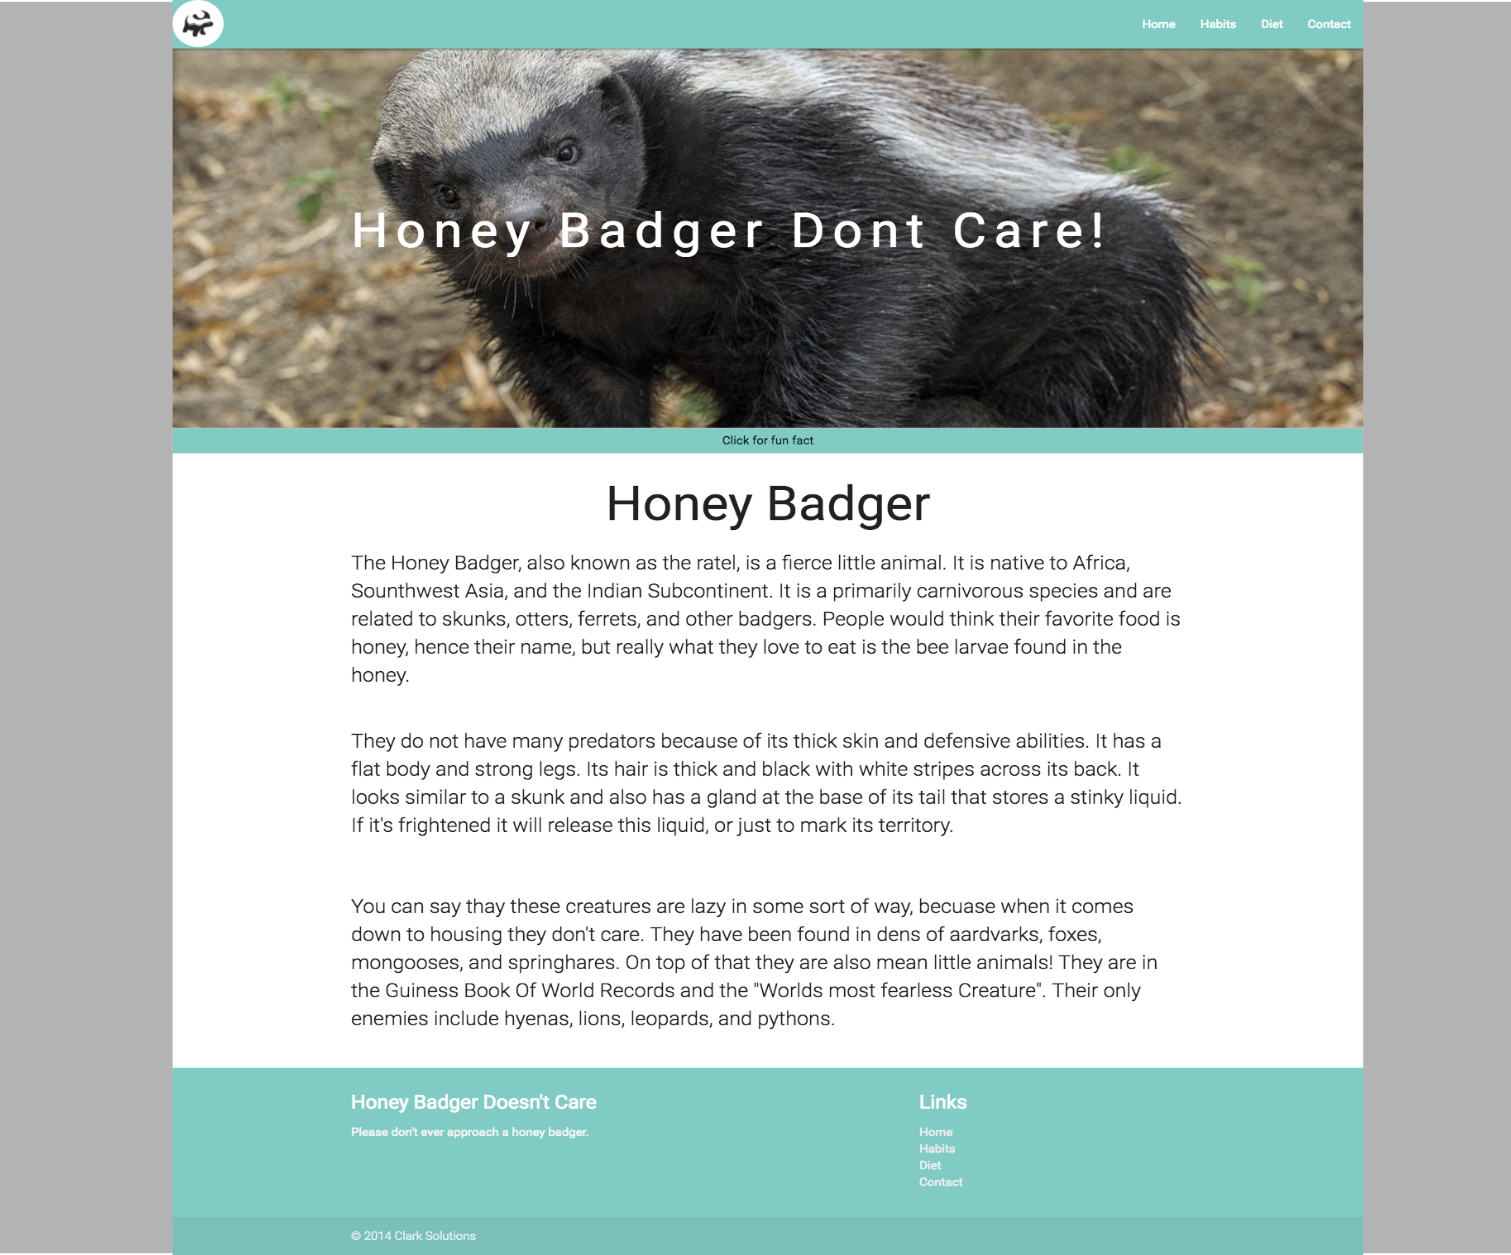 Home Habits Diet Contact
Honey Badger Dont Care!
Click for fun fact
Honey Badger
The Honey Badger, also known as the ratel, is a fierce little animal. It is native to Africa,
Sounthwest Asia, and the Indian Subcontinent. It is a primarily carnivorous species and are
related to skunks, otters, ferrets, and other badgers. People would think their favorite food is
honey, hence their name, but really what they love to eat is the bee larvae found in the
honey.
They do not have many predators because of its thick skin and defensive abilities. It has a
flat body and strong legs. Its hair is thick and black with white stripes across its back. It
looks similar to a skunk and also has a gland at the base of its tail that stores a stinky liquid.
If it's frightened it will release this liquid, or just to mark its territory.
You can say thay these creatures are lazy in some sort of way, becuase when it comes
down to housing they don't care. They have been found in dens of aardvarks, foxes,
mongooses, and springhares. On top of that they are also mean little animals! They are in
the Guiness Book Of World Records and the "Worlds most fearless Creature". Their only
enemies include hyenas, lions, leopards, and pythons.
Honey Badger Doesn't Care
Please don't ever approach a honey badger.
Links
Home
Habits
Diet
Contact
© 2014 Clark Solutions